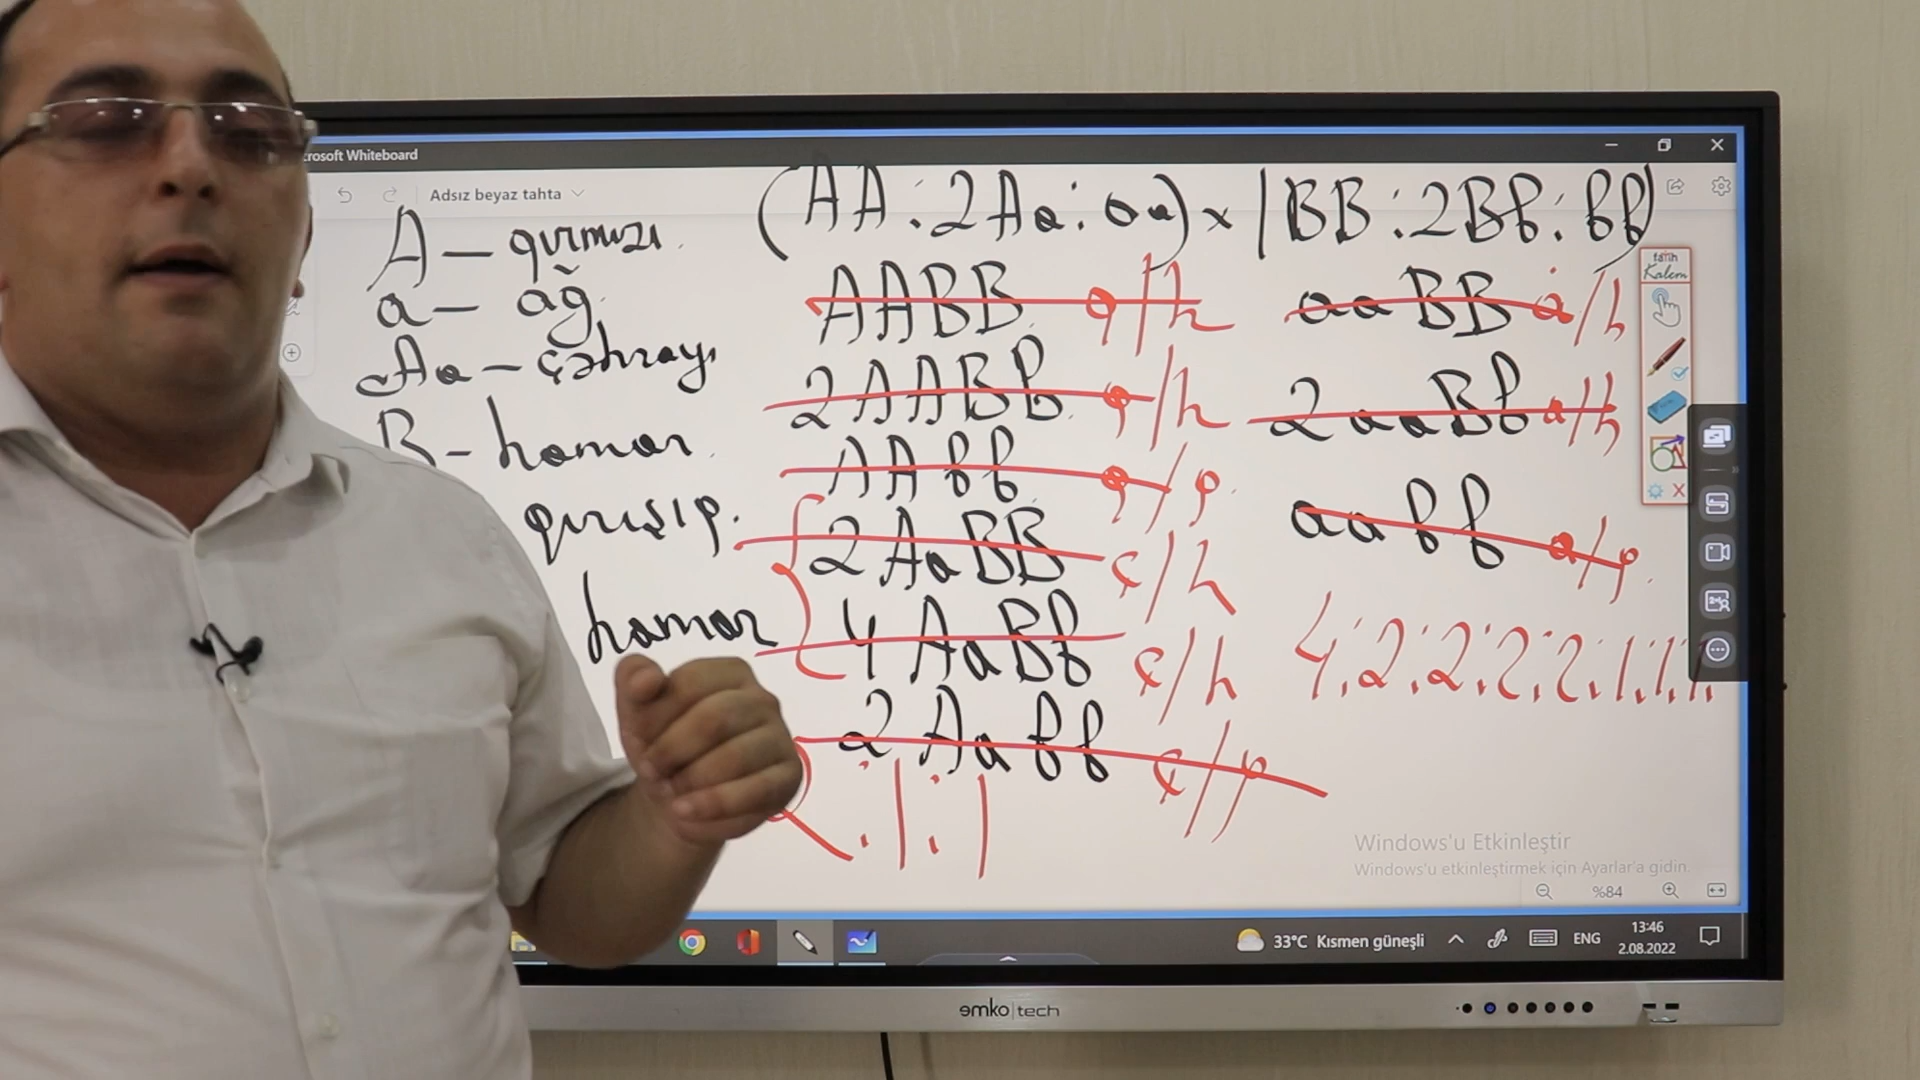 crosoft Whiteboard
Adsız beyaz tahta
(AA:2Aa:aa)×(BB:2Bb:bb)
A – qırmızı
a – ağ
Aa – çəhrayı
B – hamar
qırışıq.
hamar
AABB q/h
2AABb q/h
AAbb q/q
2AaBB ç/h
4AaBb ç/h
2Aabb ç/q
aaBB a/h
2aaBb a/h
aabb a/q
4:2:2:2:2:1:1:1:
fatih
Kalem
Windows'u Etkinleştir
Windows'u etkinleştirmek için Ayarlar'a gidin.
%84
33°C Kısmen güneşli
ENG
13:46
2.08.2022
emko|tech